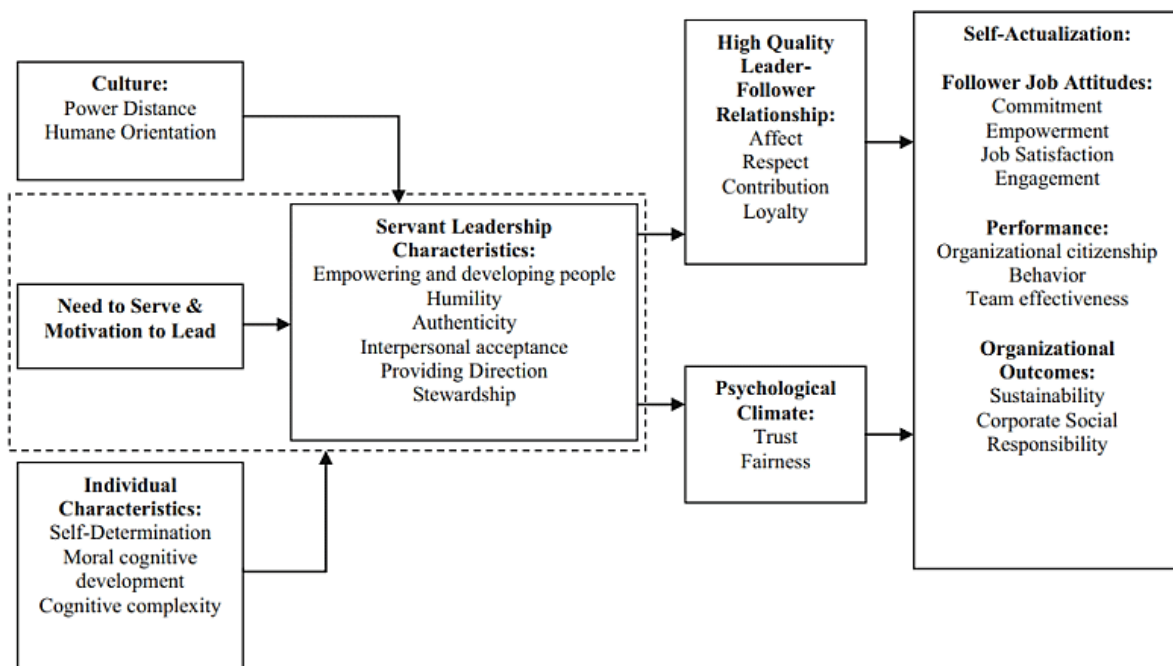 Culture:
Power Distance
Humane Orientation
Need to Serve &
Motivation to Lead
Individual
Characteristics:
Self-Determination
Moral cognitive
development
Cognitive complexity
Servant Leadership
Characteristics:
Empowering and developing people
Humility
Authenticity
Interpersonal acceptance
Providing Direction
Stewardship
High Quality
Leader-
Follower
Relationship:
Affect
Respect
Contribution
Loyalty
Psychological
Climate:
Trust
Fairness
Self-Actualization:
Follower Job Attitudes:
Commitment
Empowerment
Job Satisfaction
Engagement
Performance:
Organizational citizenship
Behavior
Team effectiveness
Organizational
Outcomes:
Sustainability
Corporate Social
Responsibility